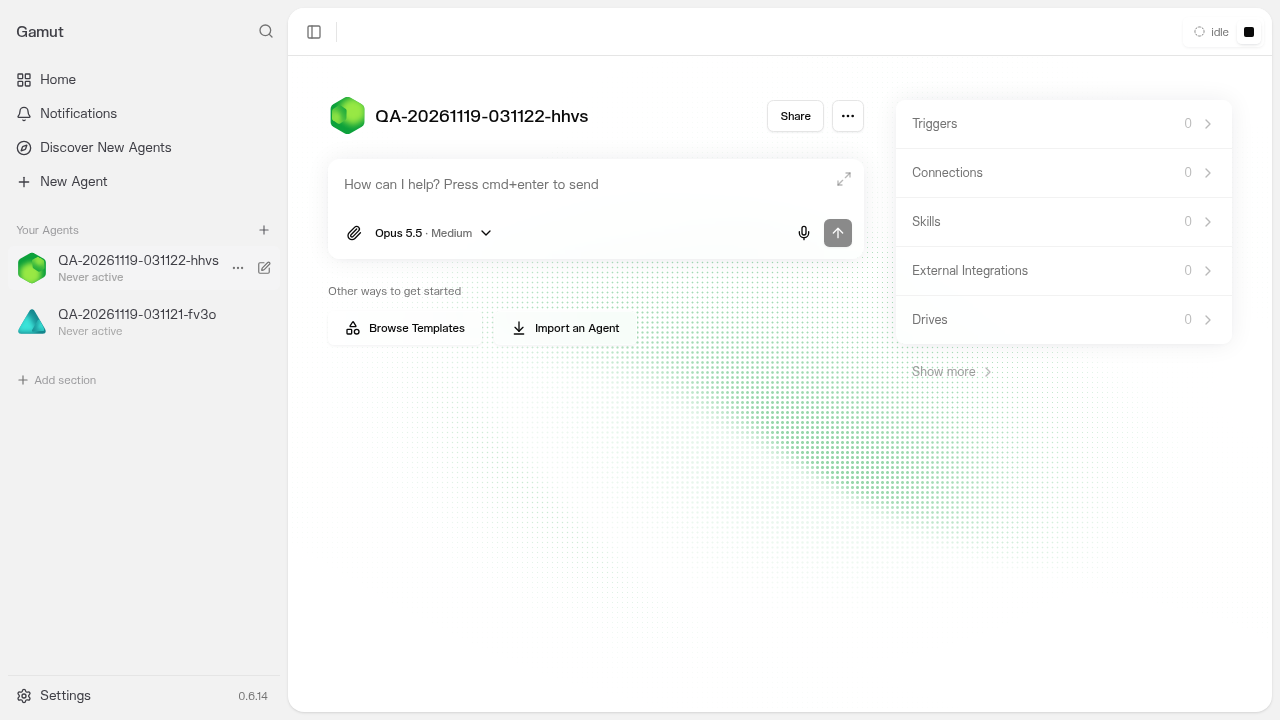 Gamut
Home
Notifications
Discover New Agents
New Agent
Your Agents
QA-20261119-031122-hhvs
Never active
QA-20261119-031121-fv3o
Never active
Add section
Settings
0.6.14
idle
QA-20261119-031122-hhvs
Share
How can I help? Press cmd+enter to send
Opus 5.5 · Medium
Other ways to get started
Browse Templates
Import an Agent
Triggers 0
Connections 0
Skills 0
External Integrations 0
Drives 0
Show more